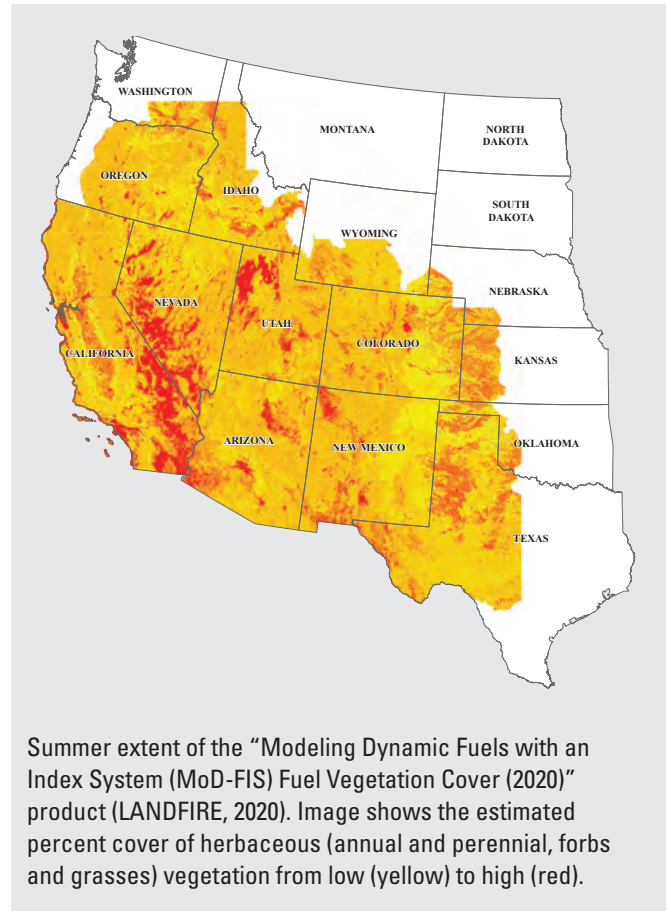 WASHINGTON
MONTANA
NORTH
DAKOTA
OREGON
IDAHO
SOUTH
DAKOTA
WYOMING
NEBRASKA
NEVADA
UTAH
COLORADO
CALIFORNIA
KANSAS
ARIZONA
NEW MEXICO
OKLAHOMA
TEXAS
Summer extent of the “Modeling Dynamic Fuels with an
Index System (MoD-FIS) Fuel Vegetation Cover (2020)”
product (LANDFIRE, 2020). Image shows the estimated
percent cover of herbaceous (annual and perennial, forbs
and grasses) vegetation from low (yellow) to high (red).